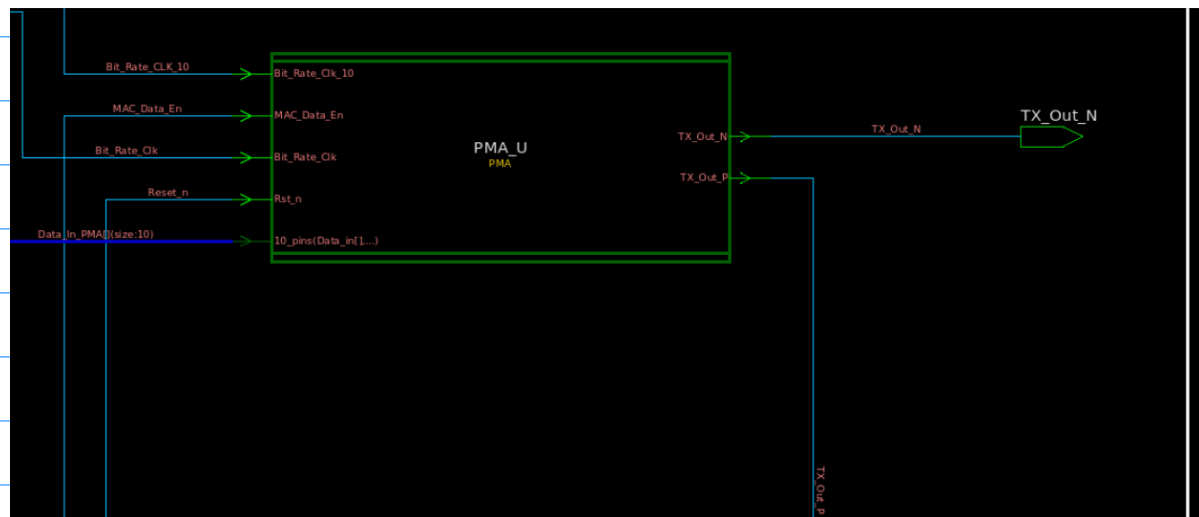 Bit_Rate_CLK_10
Bit_Rate_Clk_10
MAC_Data_En
MAC_Data_En
Bit_Rate_Clk
Bit_Rate_Clk
Reset_n
Rst_n
Data_In_PMA[](size:10)
10_pins(Data_in[],...)
PMA_U
PMA
TX_Out_N
TX_Out_N
TX_Out_N
TX_Out_P
TX_Out_P